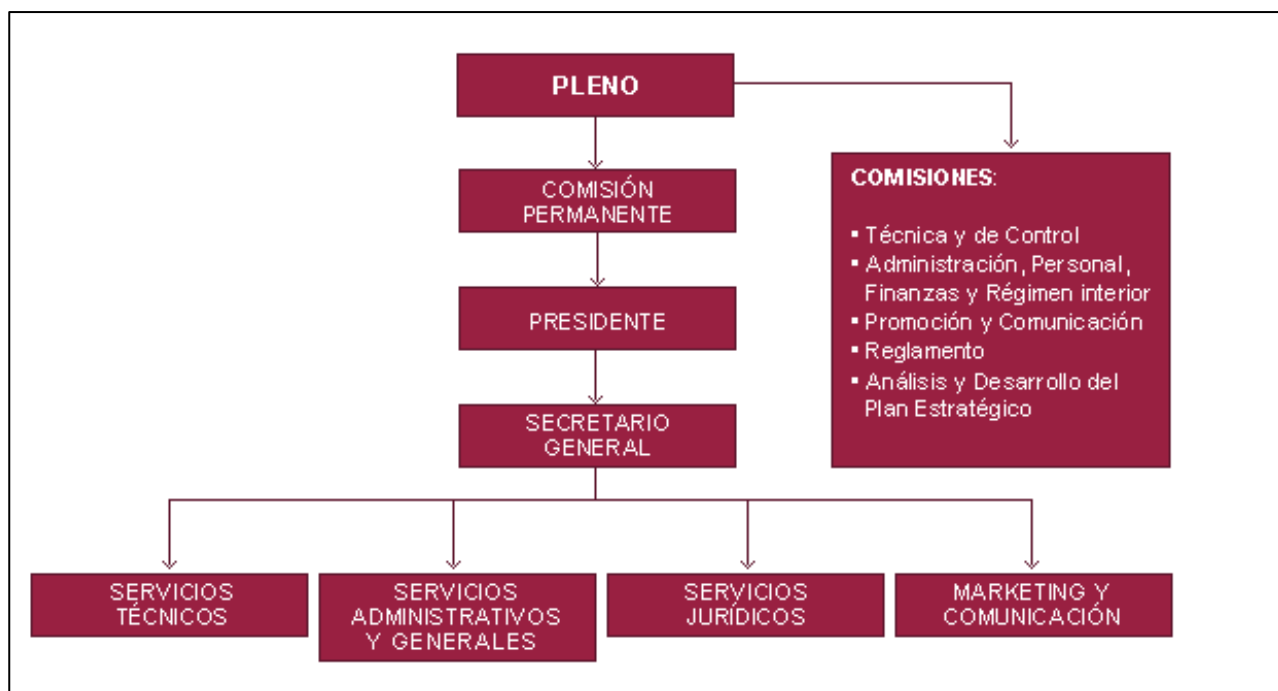 PLENO
COMISIÓN
PERMANENTE
PRESIDENTE
SECRETARIO
GENERAL
COMISIONES:
▪ Técnica y de Control
▪ Administración, Personal,
Finanzas y Régimen interior
▪ Promoción y Comunicación
▪ Reglamento
▪ Análisis y Desarrollo del
Plan Estratégico
SERVICIOS
TÉCNICOS
SERVICIOS
ADMINISTRATIVOS
Y GENERALES
SERVICIOS
JURÍDICOS
MARKETING Y
COMUNICACIÓN